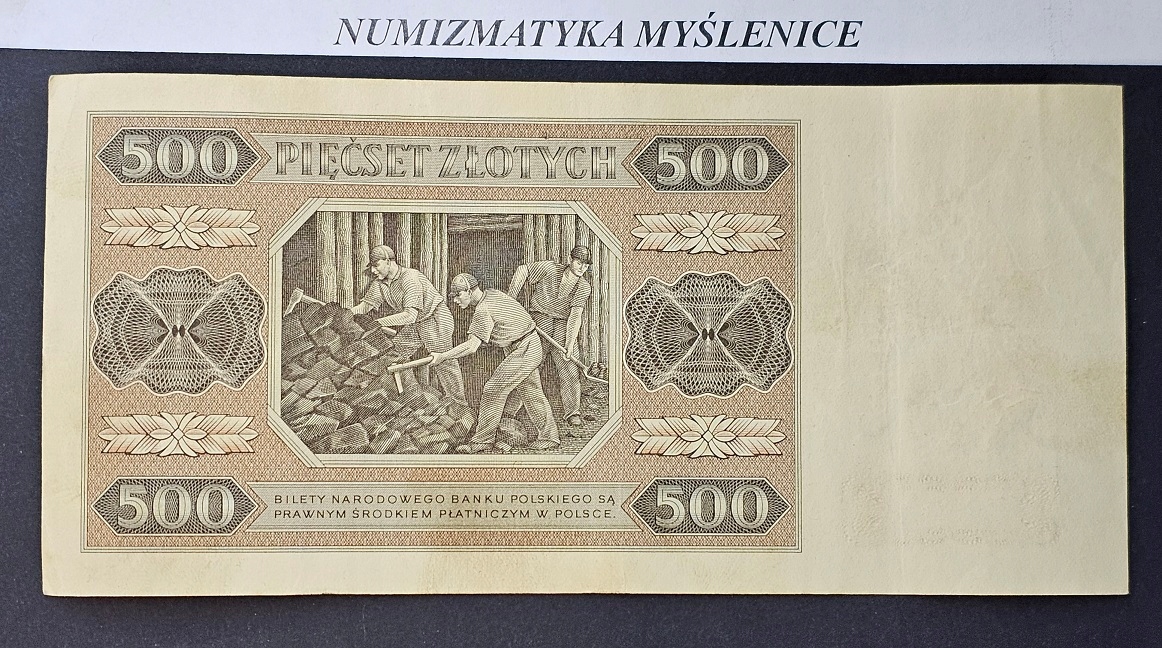 NUMIZMATYKA MYŚLENICE
500 PIĘĆSET ZŁOTYCH 500
500 BILETY NARODOWEGO BANKU POLSKIEGO SĄ 500
PRAWNYM ŚRODKIEM PŁATNICZYM W POLSCE.